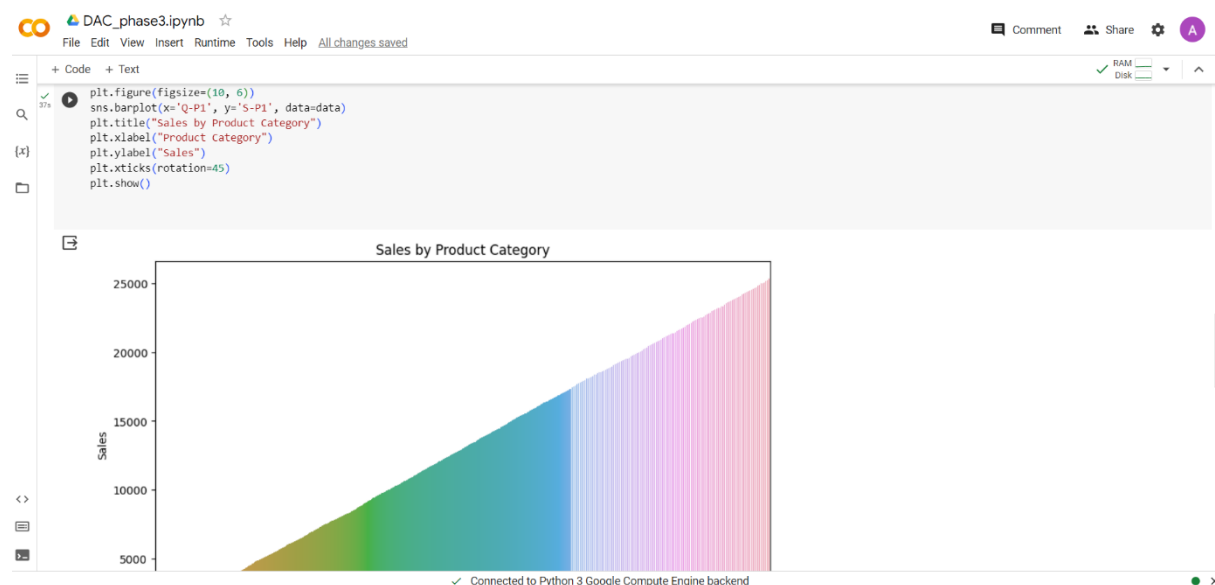 DAC_phase3.ipynb
Comment Share A
File Edit View Insert Runtime Tools Help All changes saved
+ Code + Text
RAM
Disk
37s
{x}
plt.figure(figsize=(10, 6))
sns.barplot(x='Q-P1', y='S-P1', data=data)
plt.title("Sales by Product Category")
plt.xlabel("Product Category")
plt.ylabel("Sales")
plt.xticks(rotation=45)
plt.show()
Sales by Product Category
25000
20000
15000
10000
5000
Sales
Connected to Python 3 Google Compute Engine backend